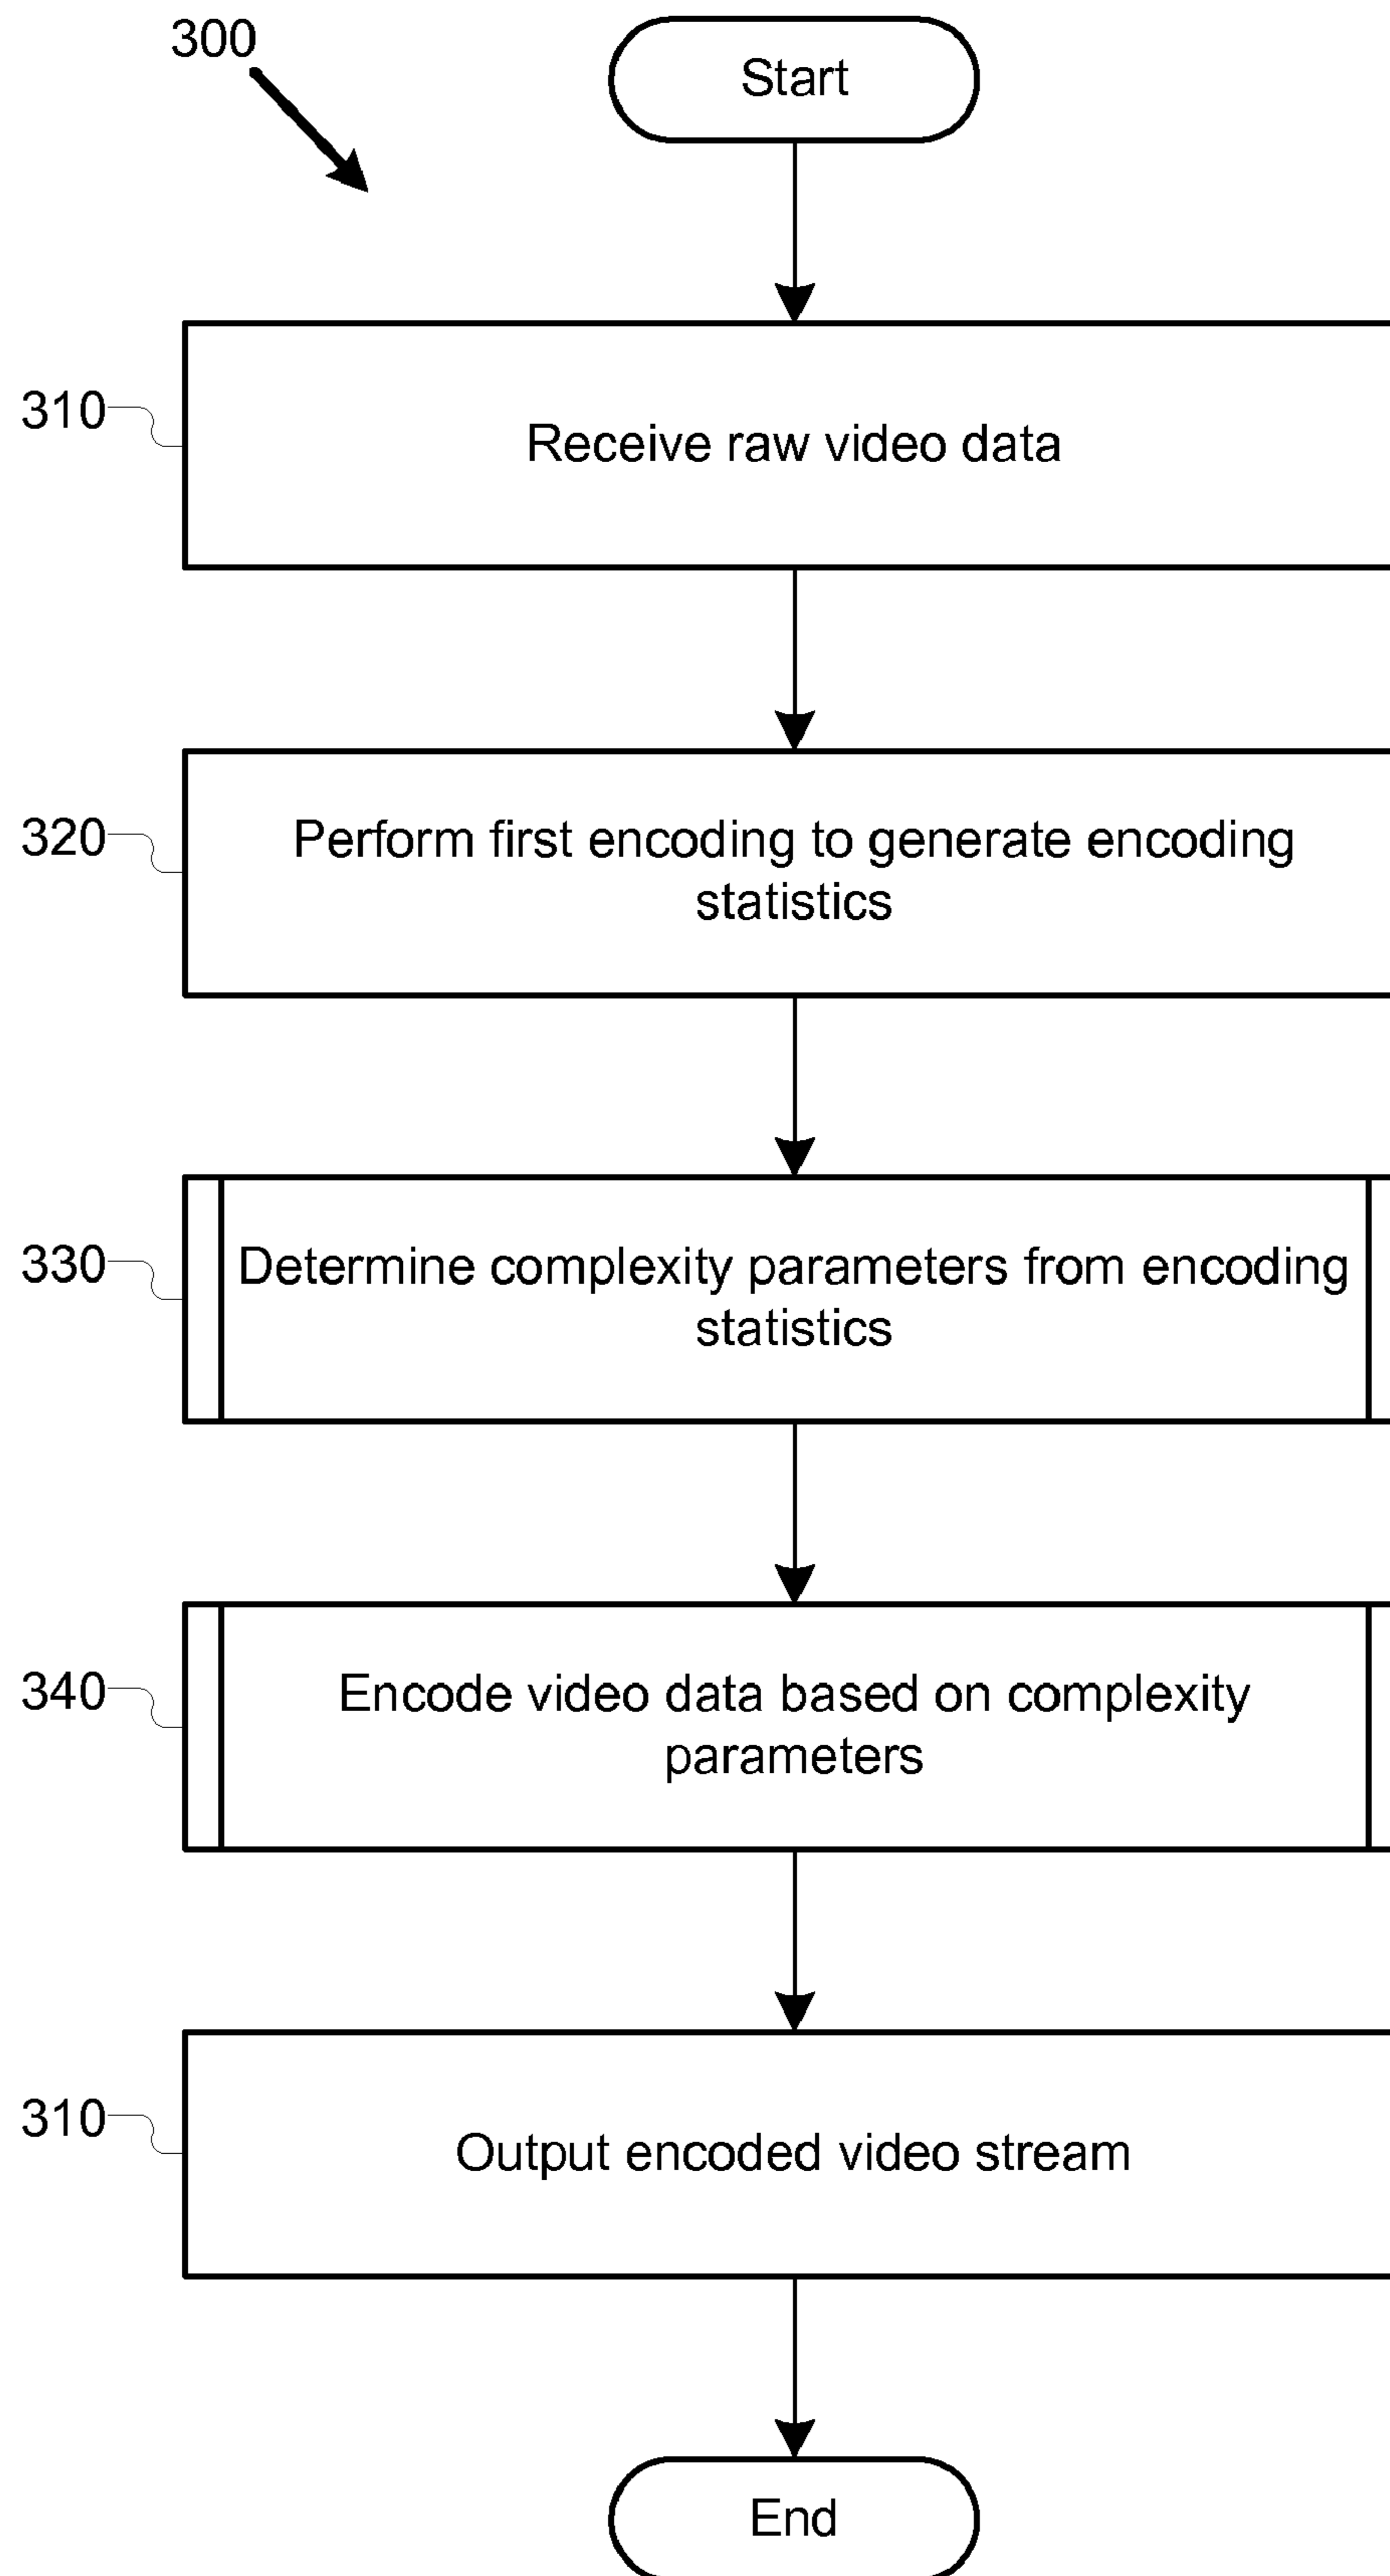 300
Start
310
Receive raw video data
320
Perform first encoding to generate encoding
statistics
330
Determine complexity parameters from encoding
statistics
340
Encode video data based on complexity
parameters
310
Output encoded video stream
End